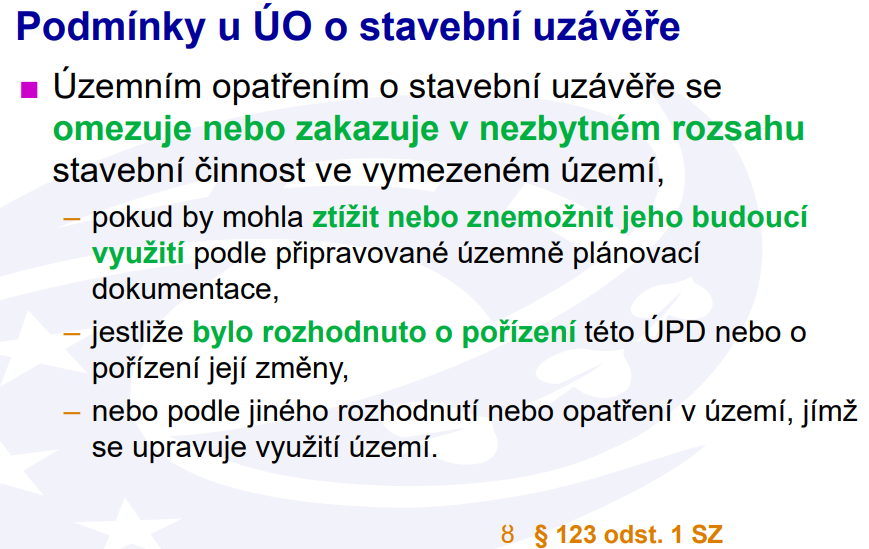 Podmínky u ÚO o stavební uzávěře
Územním opatřením o stavební uzávěře se
omezuje nebo zakazuje v nezbytném rozsahu
stavební činnost ve vymezeném území,
– pokud by mohla ztížit nebo znemožnit jeho budoucí
využití podle připravované územně plánovací
dokumentace,
– jestliže bylo rozhodnuto o pořízení této ÚPD nebo o
pořízení její změny,
– nebo podle jiného rozhodnutí nebo opatření v území, jímž
se upravuje využití území.
8 § 123 odst. 1 SZ